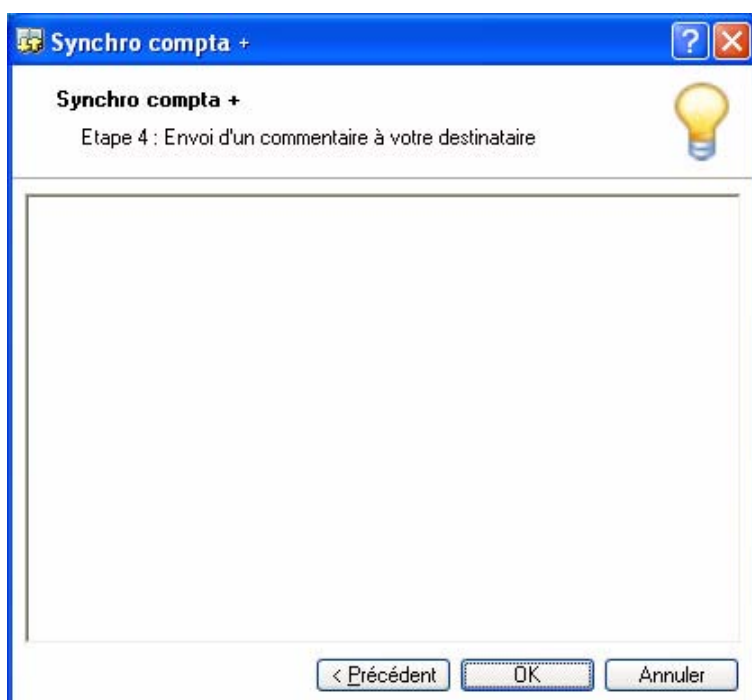 Synchro compta +
?
Synchro compta +
Etape 4 : Envoi d'un commentaire à votre destinataire
< Précédent OK Annuler